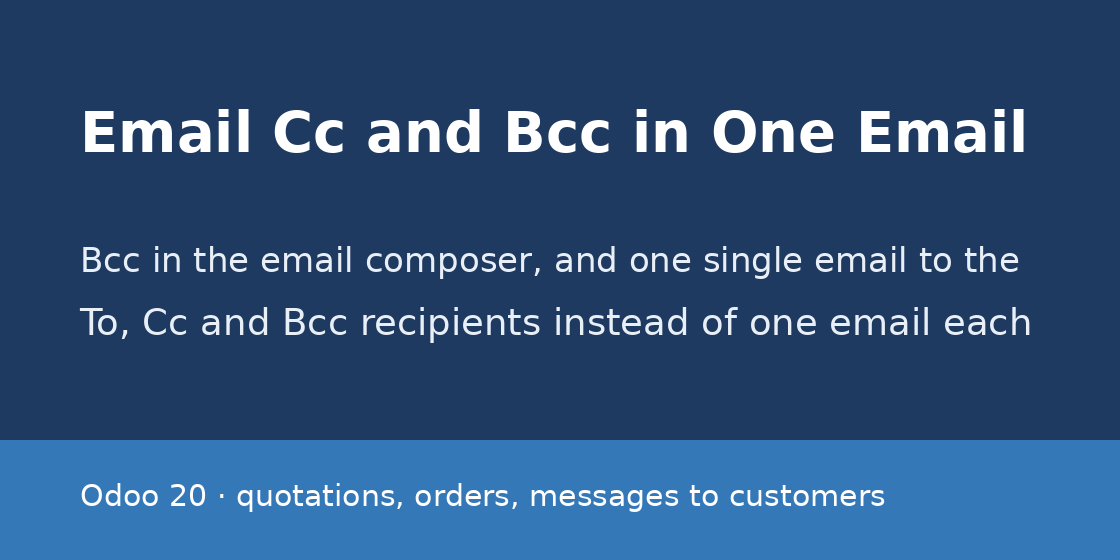 Email Cc and Bcc in One Email
Bcc in the email composer, and one single email to the
To, Cc and Bcc recipients instead of one email each
Odoo 20 · quotations, orders, messages to customers